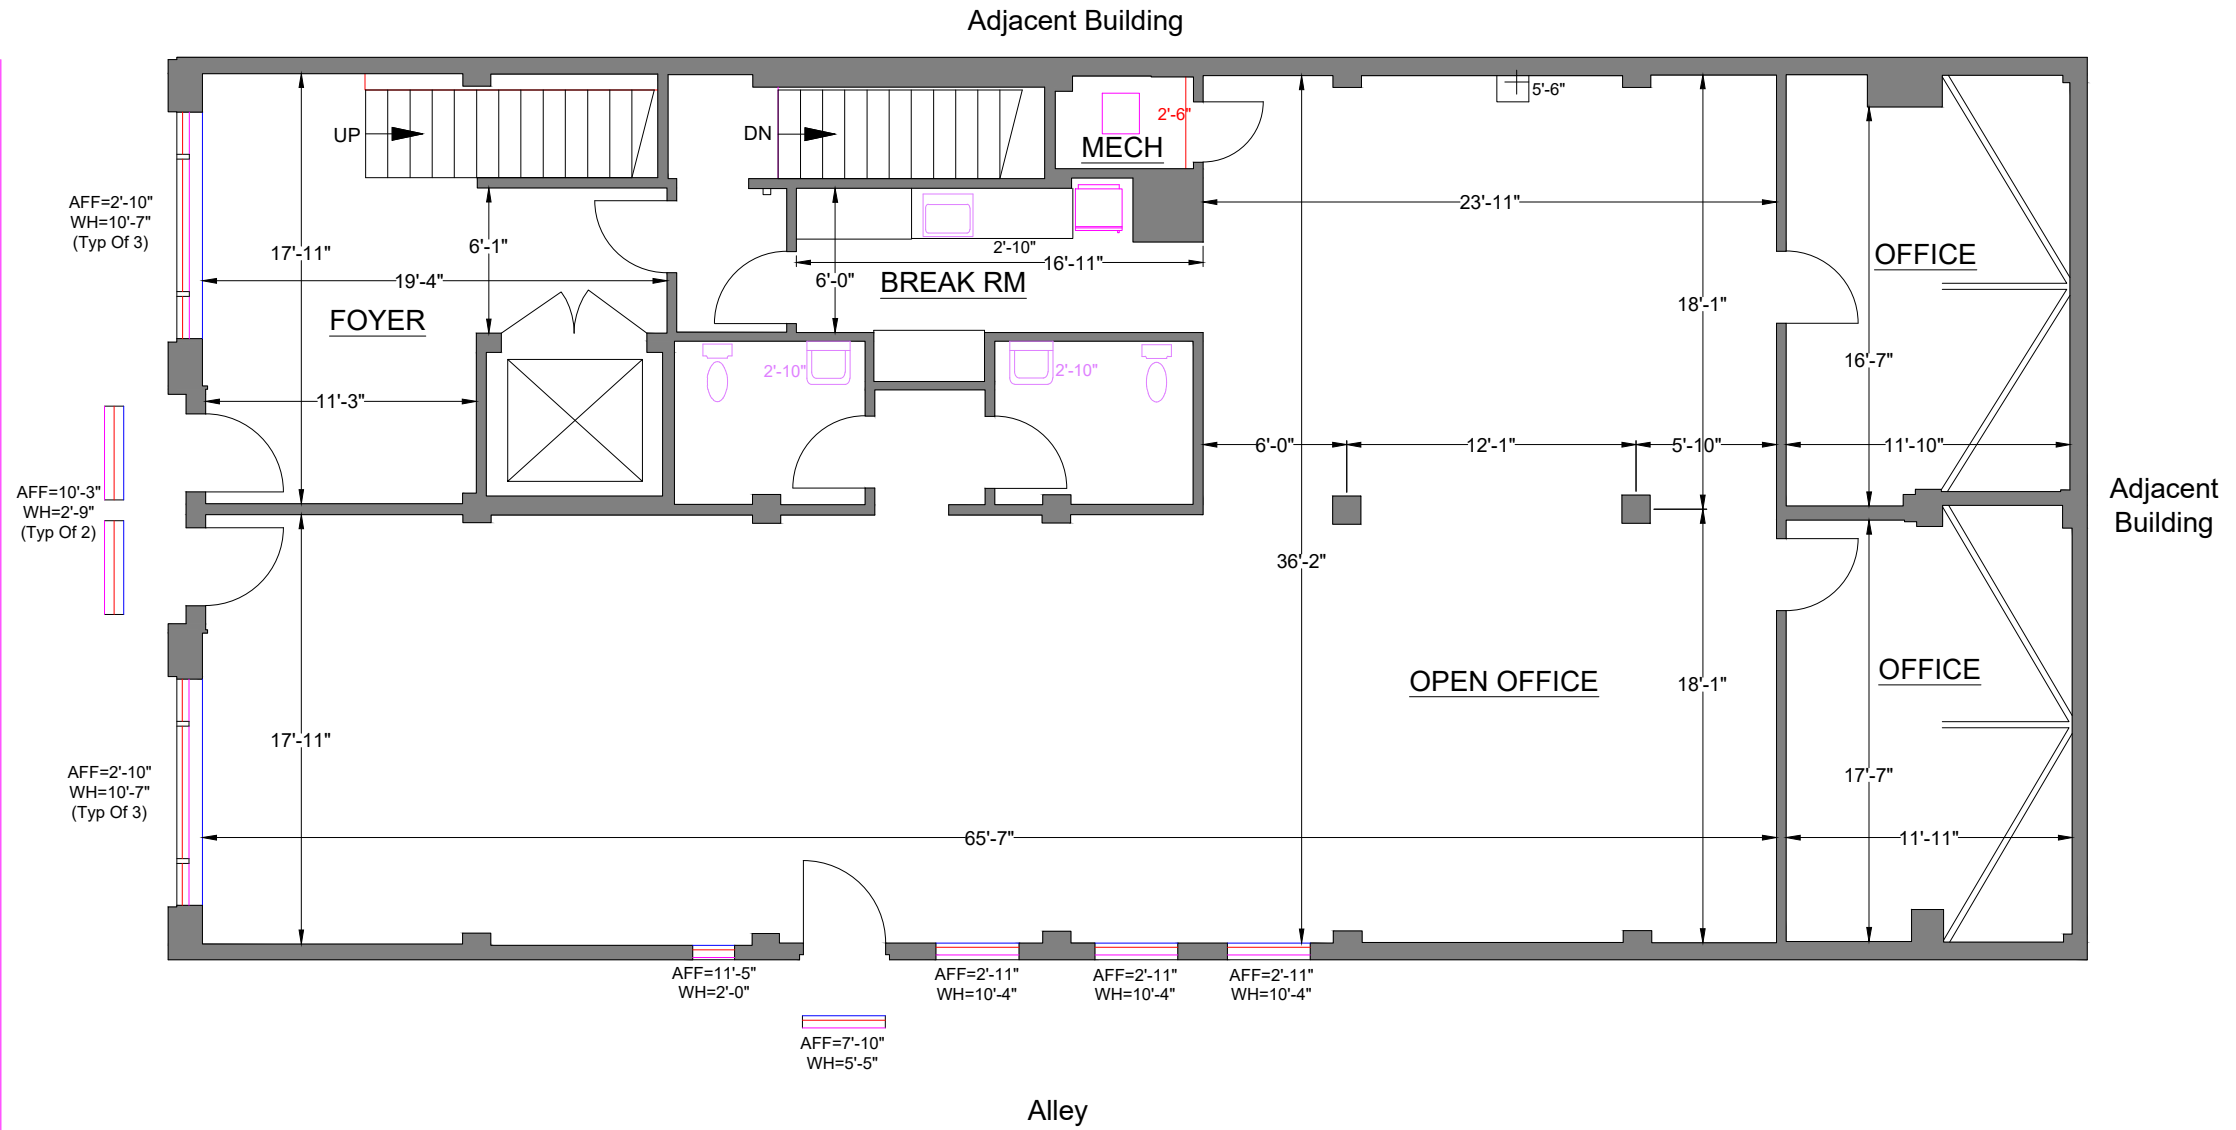 Adjacent Building
UP
DN
MECH
2'-6"
5'-6"
AFF=2'-10"
WH=10'-7"
(Typ Of 3)
17'-11"
6'-1"
19'-4"
FOYER
2'-10"
16'-11"
6'-0"
BREAK RM
23'-11"
OFFICE
18'-1"
16'-7"
2'-10"
2'-10"
11'-3"
6'-0"
12'-1"
5'-10"
11'-10"
AFF=10'-3"
WH=2'-9"
(Typ Of 2)
Adjacent
Building
36'-2"
OPEN OFFICE
18'-1"
OFFICE
17'-11"
17'-7"
AFF=2'-10"
WH=10'-7"
(Typ Of 3)
65'-7"
11'-11"
AFF=11'-5"
WH=2'-0"
AFF=2'-11"
WH=10'-4"
AFF=2'-11"
WH=10'-4"
AFF=2'-11"
WH=10'-4"
AFF=7'-10"
WH=5'-5"
Alley